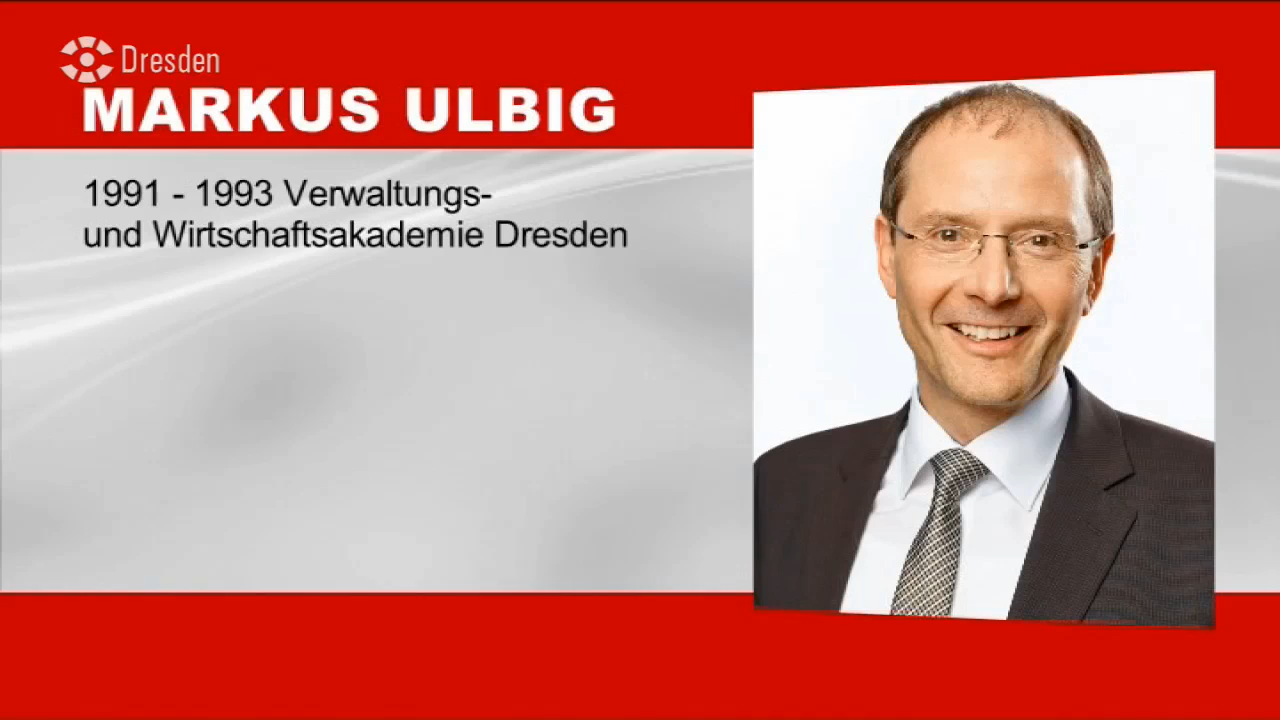 Dresden
MARKUS ULBIG
1991 - 1993 Verwaltungs-
und Wirtschaftsakademie Dresden